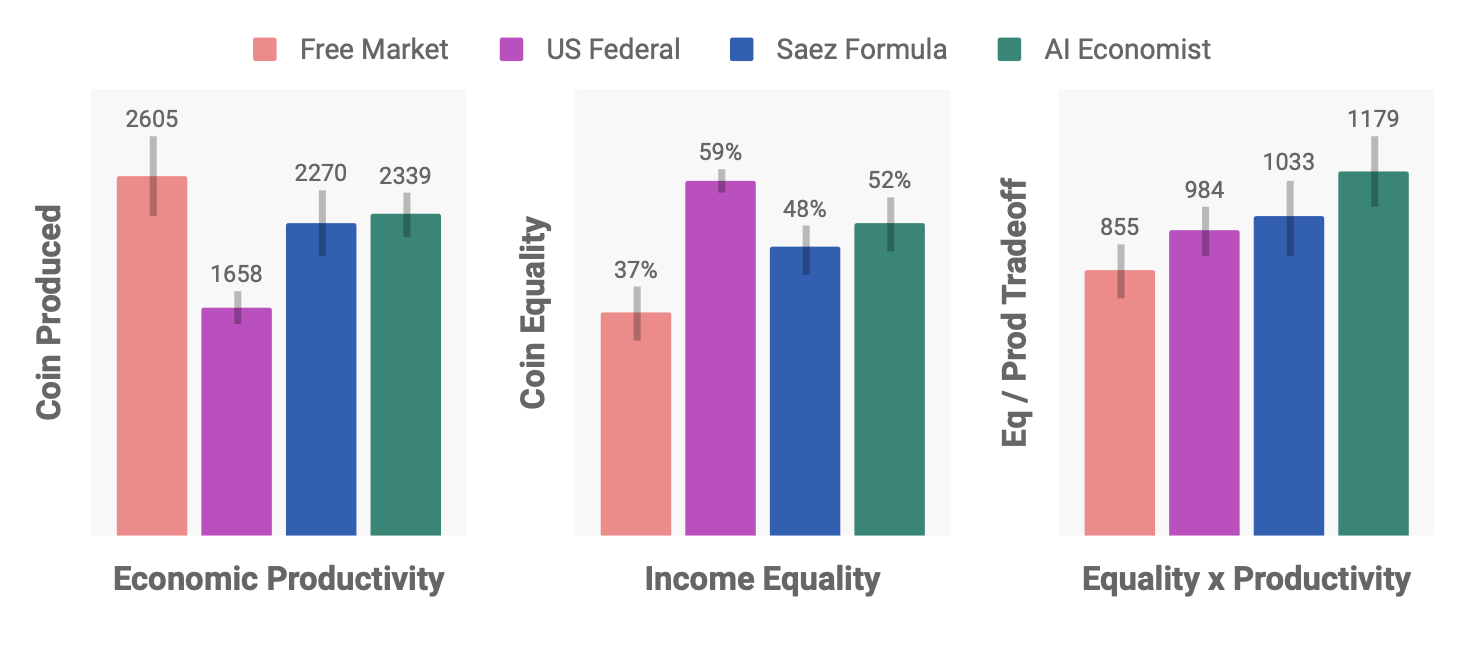 Free Market US Federal Saez Formula AI Economist
Coin Produced
2605
1658
2270
2339
Economic Productivity
Coin Equality
37%
59%
48%
52%
Income Equality
Eq / Prod Tradeoff
855
984
1033
1179
Equality x Productivity